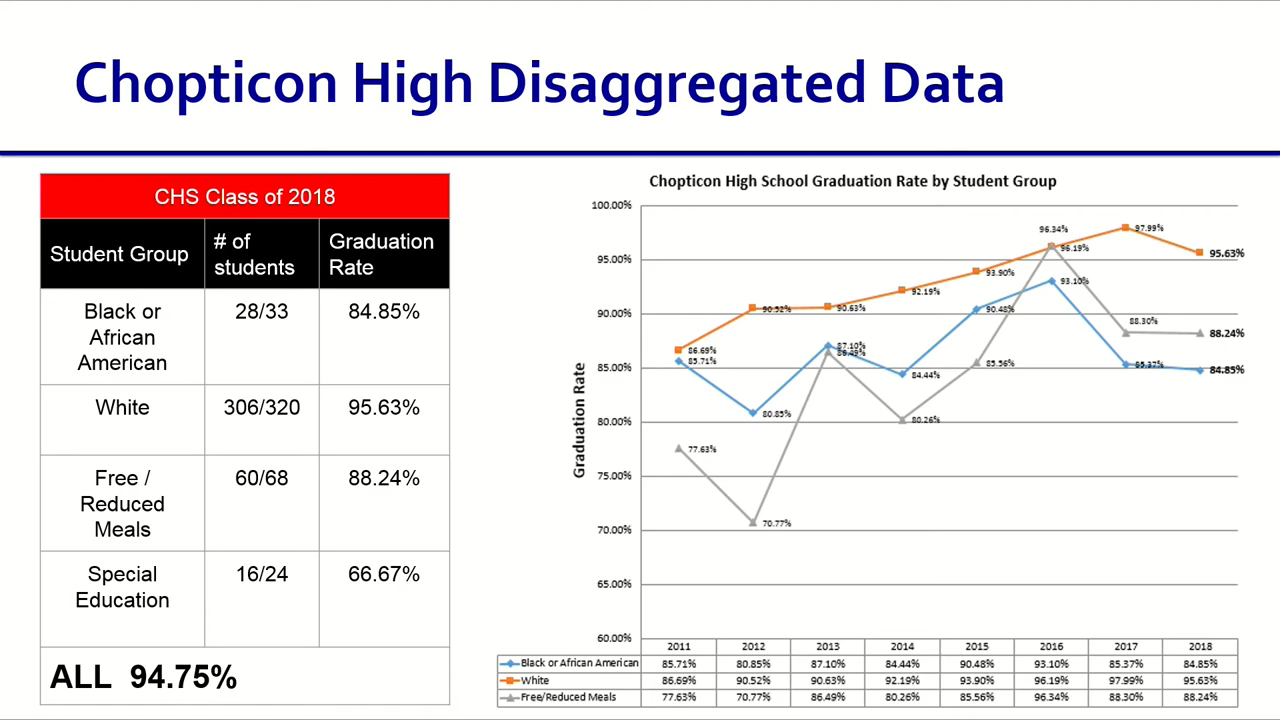 Chopticon High Disaggregated Data
CHS Class of 2018
Student Group
# of
students
Graduation
Rate
Black or
African
American
28/33
84.85%
White
306/320
95.63%
Free /
Reduced
Meals
60/68
88.24%
Special
Education
16/24
66.67%
ALL 94.75%
Chopticon High School Graduation Rate by Student Group
Graduation Rate
100.00%
95.00%
90.00%
85.00%
80.00%
75.00%
70.00%
65.00%
60.00%
86.69%
90.52%
90.63%
92.19%
93.90%
96.19%
97.99%
95.63%
85.71%
80.85%
87.10%
84.44%
90.48%
93.10%
85.37%
84.85%
77.63%
70.77%
86.49%
80.26%
85.56%
96.34%
88.30%
88.24%
2011 2012 2013 2014 2015 2016 2017 2018
Black or African American 85.71% 80.85% 87.10% 84.44% 90.48% 93.10% 85.37% 84.85%
White 86.69% 90.52% 90.63% 92.19% 93.90% 96.19% 97.99% 95.63%
Free/Reduced Meals 77.63% 70.77% 86.49% 80.26% 85.56% 96.34% 88.30% 88.24%